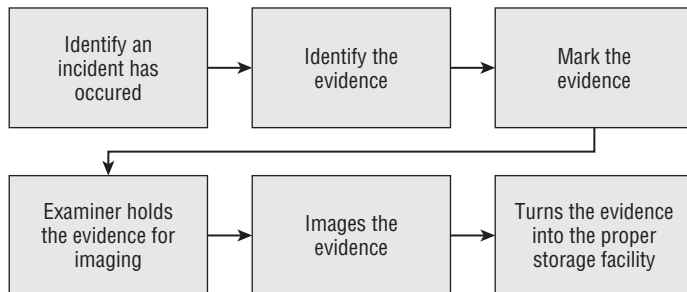 Identify an
incident has
occured
Identify the
evidence
Mark the
evidence
Examiner holds
the evidence for
imaging
Images the
evidence
Turns the evidence
into the proper
storage facility